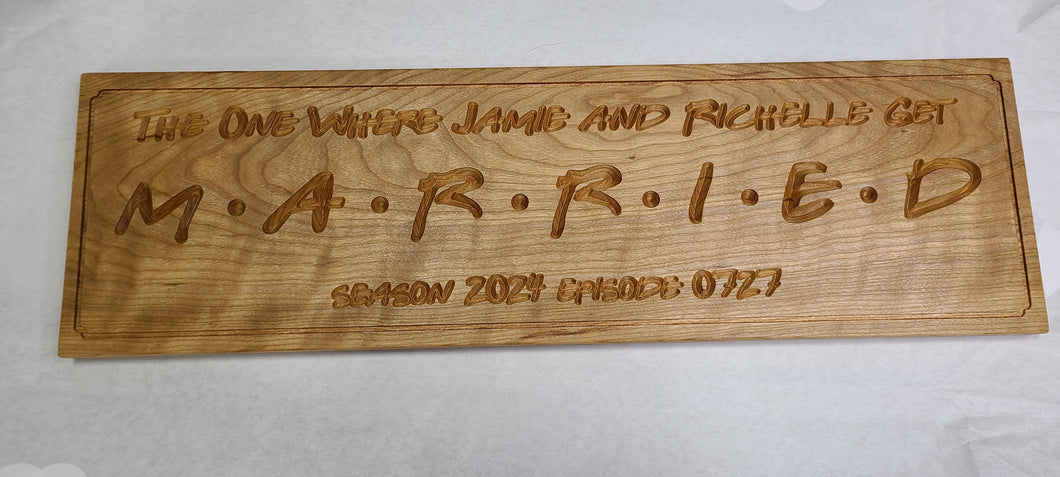 The One Where Jamie and Richelle Get
M·A·R·R·I·E·D
Season 2024 Episode 0727